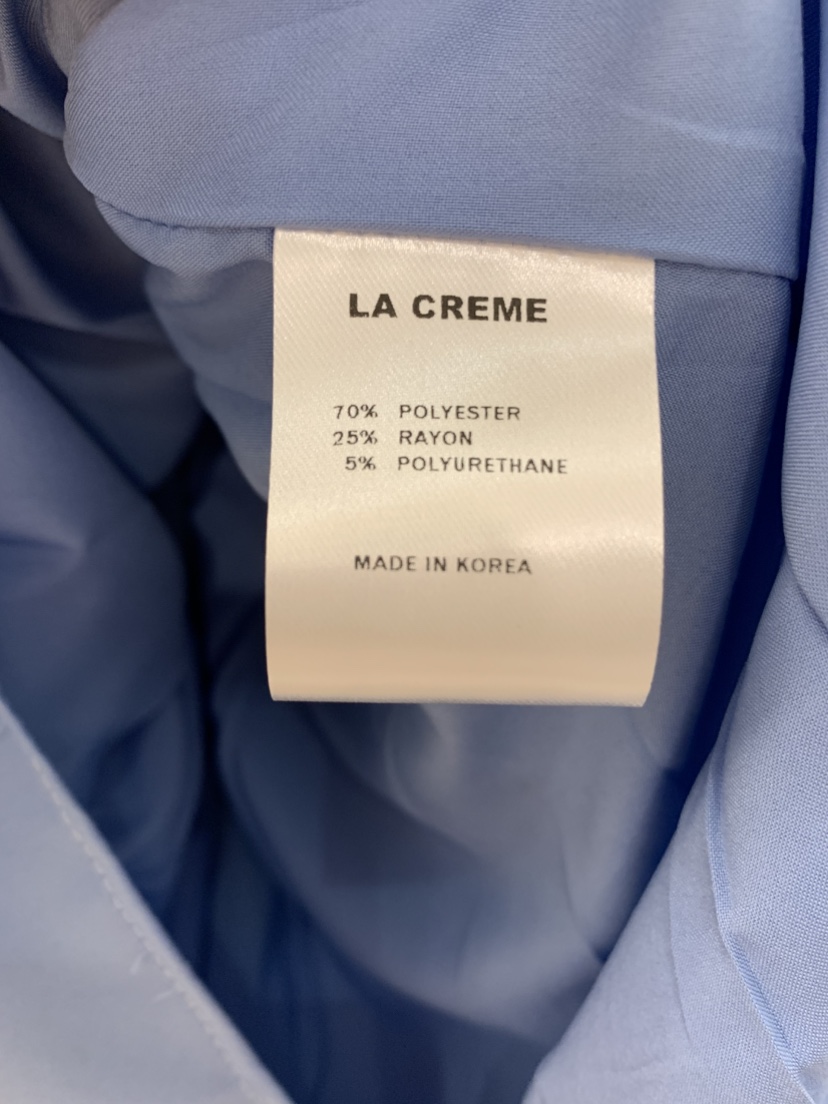 LA CREME
70% POLYESTER
25% RAYON
5% POLYURETHANE
MADE IN KOREA